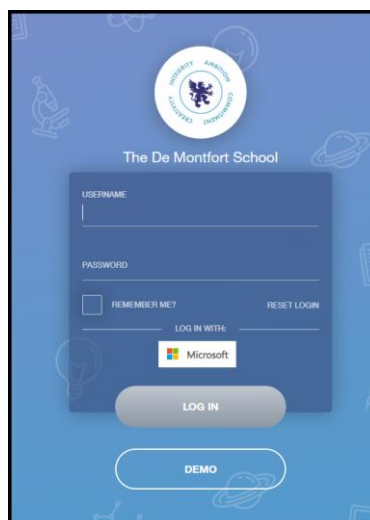 INTEGRITY AMBITION COMMITMENT CREATIVITY
The De Montfort School
USERNAME
PASSWORD
REMEMBER ME? RESET LOGIN
LOG IN WITH:
Microsoft
LOG IN
DEMO